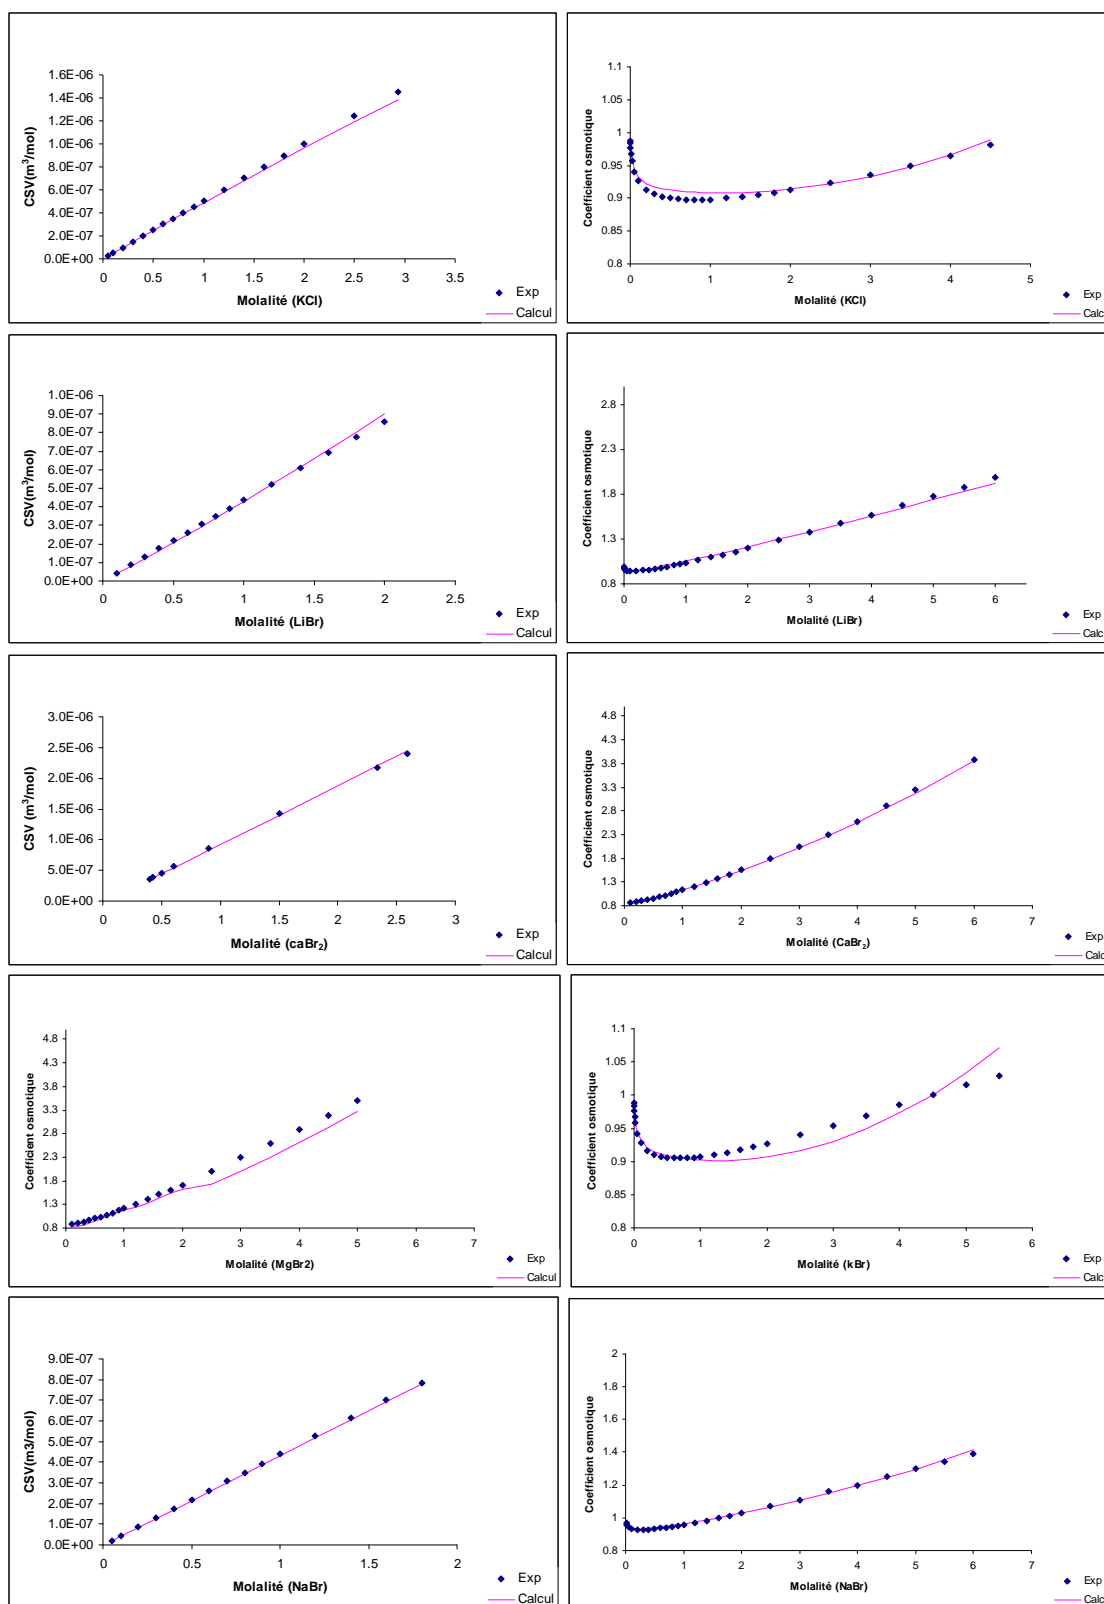 1.6E-06
1.4E-06
1.2E-06
1.0E-06
8.0E-07
6.0E-07
4.0E-07
2.0E-07
0.0E+00
CSV(m³/mol)
0 0.5 1 1.5 2 2.5 3 3.5
Molalité (KCl)
Exp
Calcul
1.1
1.05
1
0.95
0.9
0.85
0.8
Coefficient osmotique
0 1 2 3 4 5
Molalité (KCl)
Exp
Calc
1.0E-06
9.0E-07
8.0E-07
7.0E-07
6.0E-07
5.0E-07
4.0E-07
3.0E-07
2.0E-07
1.0E-07
0.0E+00
CSV(m³/mol)
0 0.5 1 1.5 2 2.5
Molalité (LiBr)
Exp
Calcul
2.8
2.3
1.8
1.3
0.8
Coefficient osmotique
0 1 2 3 4 5 6
Molalité (LiBr)
Exp
Calc
3.0E-06
2.5E-06
2.0E-06
1.5E-06
1.0E-06
5.0E-07
0.0E+00
CSV (m³/mol)
0 0.5 1 1.5 2 2.5 3
Molalité (caBr₂)
Exp
Calcul
4.8
4.3
3.8
3.3
2.8
2.3
1.8
1.3
0.8
Coefficient osmotique
0 1 2 3 4 5 6 7
Molalité (CaBr₂)
Exp
Calc
4.8
4.3
3.8
3.3
2.8
2.3
1.8
1.3
0.8
Coefficient osmotique
0 1 2 3 4 5 6 7
Molalité (MgBr2)
Exp
Calcul
1.1
1.05
1
0.95
0.9
0.85
0.8
Coefficient osmotique
0 1 2 3 4 5 6
Molalité (kBr)
Exp
Calc
9.0E-07
8.0E-07
7.0E-07
6.0E-07
5.0E-07
4.0E-07
3.0E-07
2.0E-07
1.0E-07
0.0E+00
CSV(m3/mol)
0 0.5 1 1.5 2
Molalité (NaBr)
Exp
Calcul
2
1.8
1.6
1.4
1.2
1
0.8
Coefficient osmotique
0 1 2 3 4 5 6 7
Molalité (NaBr)
Exp
Calc